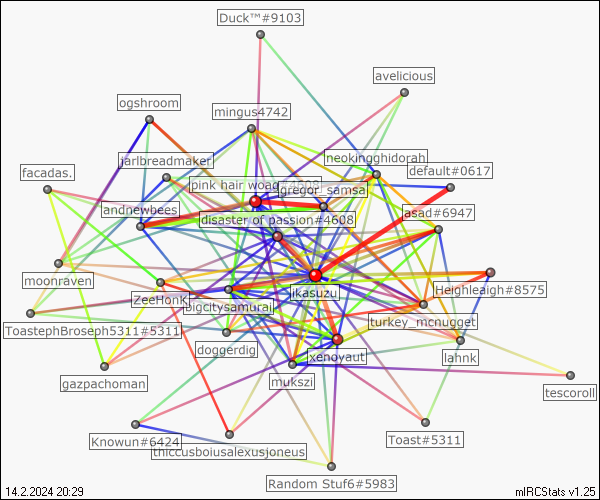 Duck™#9103
avelicious
ogshroom
mingus4742
neokingghidorah
jarlbreadmaker
facadas.
default#0617
pink hair woag#4608
gregor_samsa
andnewbees
asad#6947
disaster of passion#4608
moonraven
Heighleaigh#8575
ikasuzu
ZeeHonk
bigcitysamurai
turkey_mcnugget
ToastephBroseph5311#5311
doggerdig
xenoyaut
lahnk
gazpachoman
mukszi
tescoroll
Knowun#6424
Toast#5311
thiccusboiusalexusjoneus
Random Stuf6#5983
14.2.2024 20:29
mIRCStats v1.25